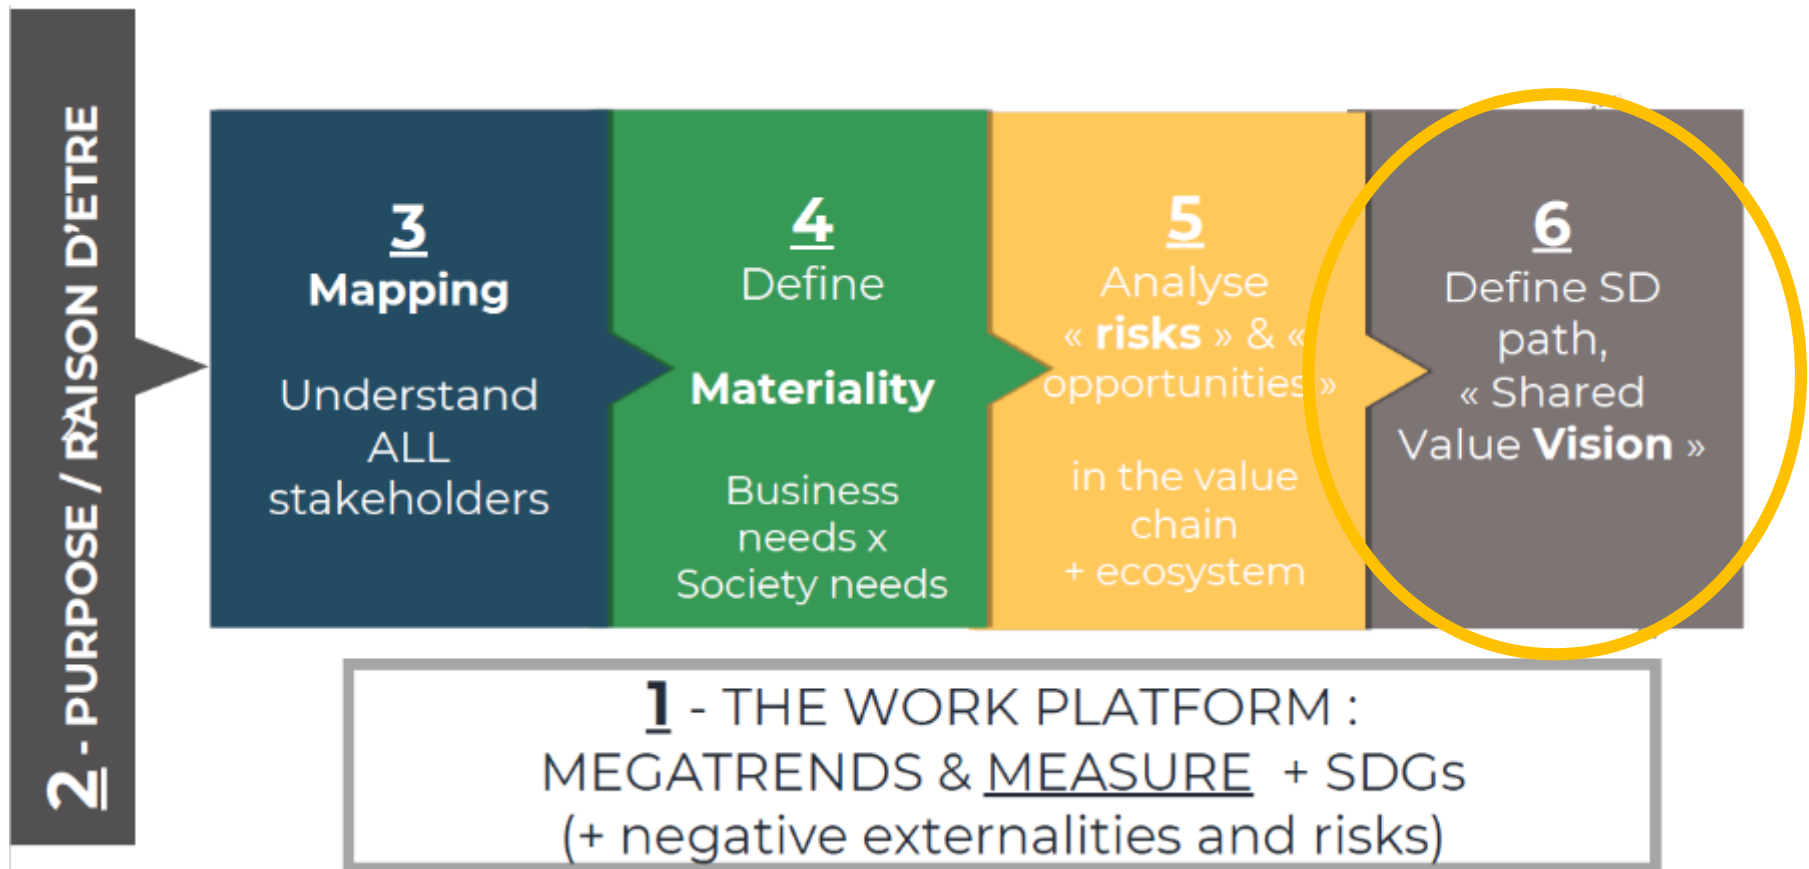 2 - PURPOSE / RAISON D'ETRE
3
Mapping
Understand
ALL
stakeholders
4
Define
Materiality
Business
needs x
Society needs
5
Analyse
« risks » & «
opportunities »
in the value
chain
+ ecosystem
6
Define SD
path,
« Shared
Value Vision »
1 - THE WORK PLATFORM :
MEGATRENDS & MEASURE + SDGs
(+ negative externalities and risks)